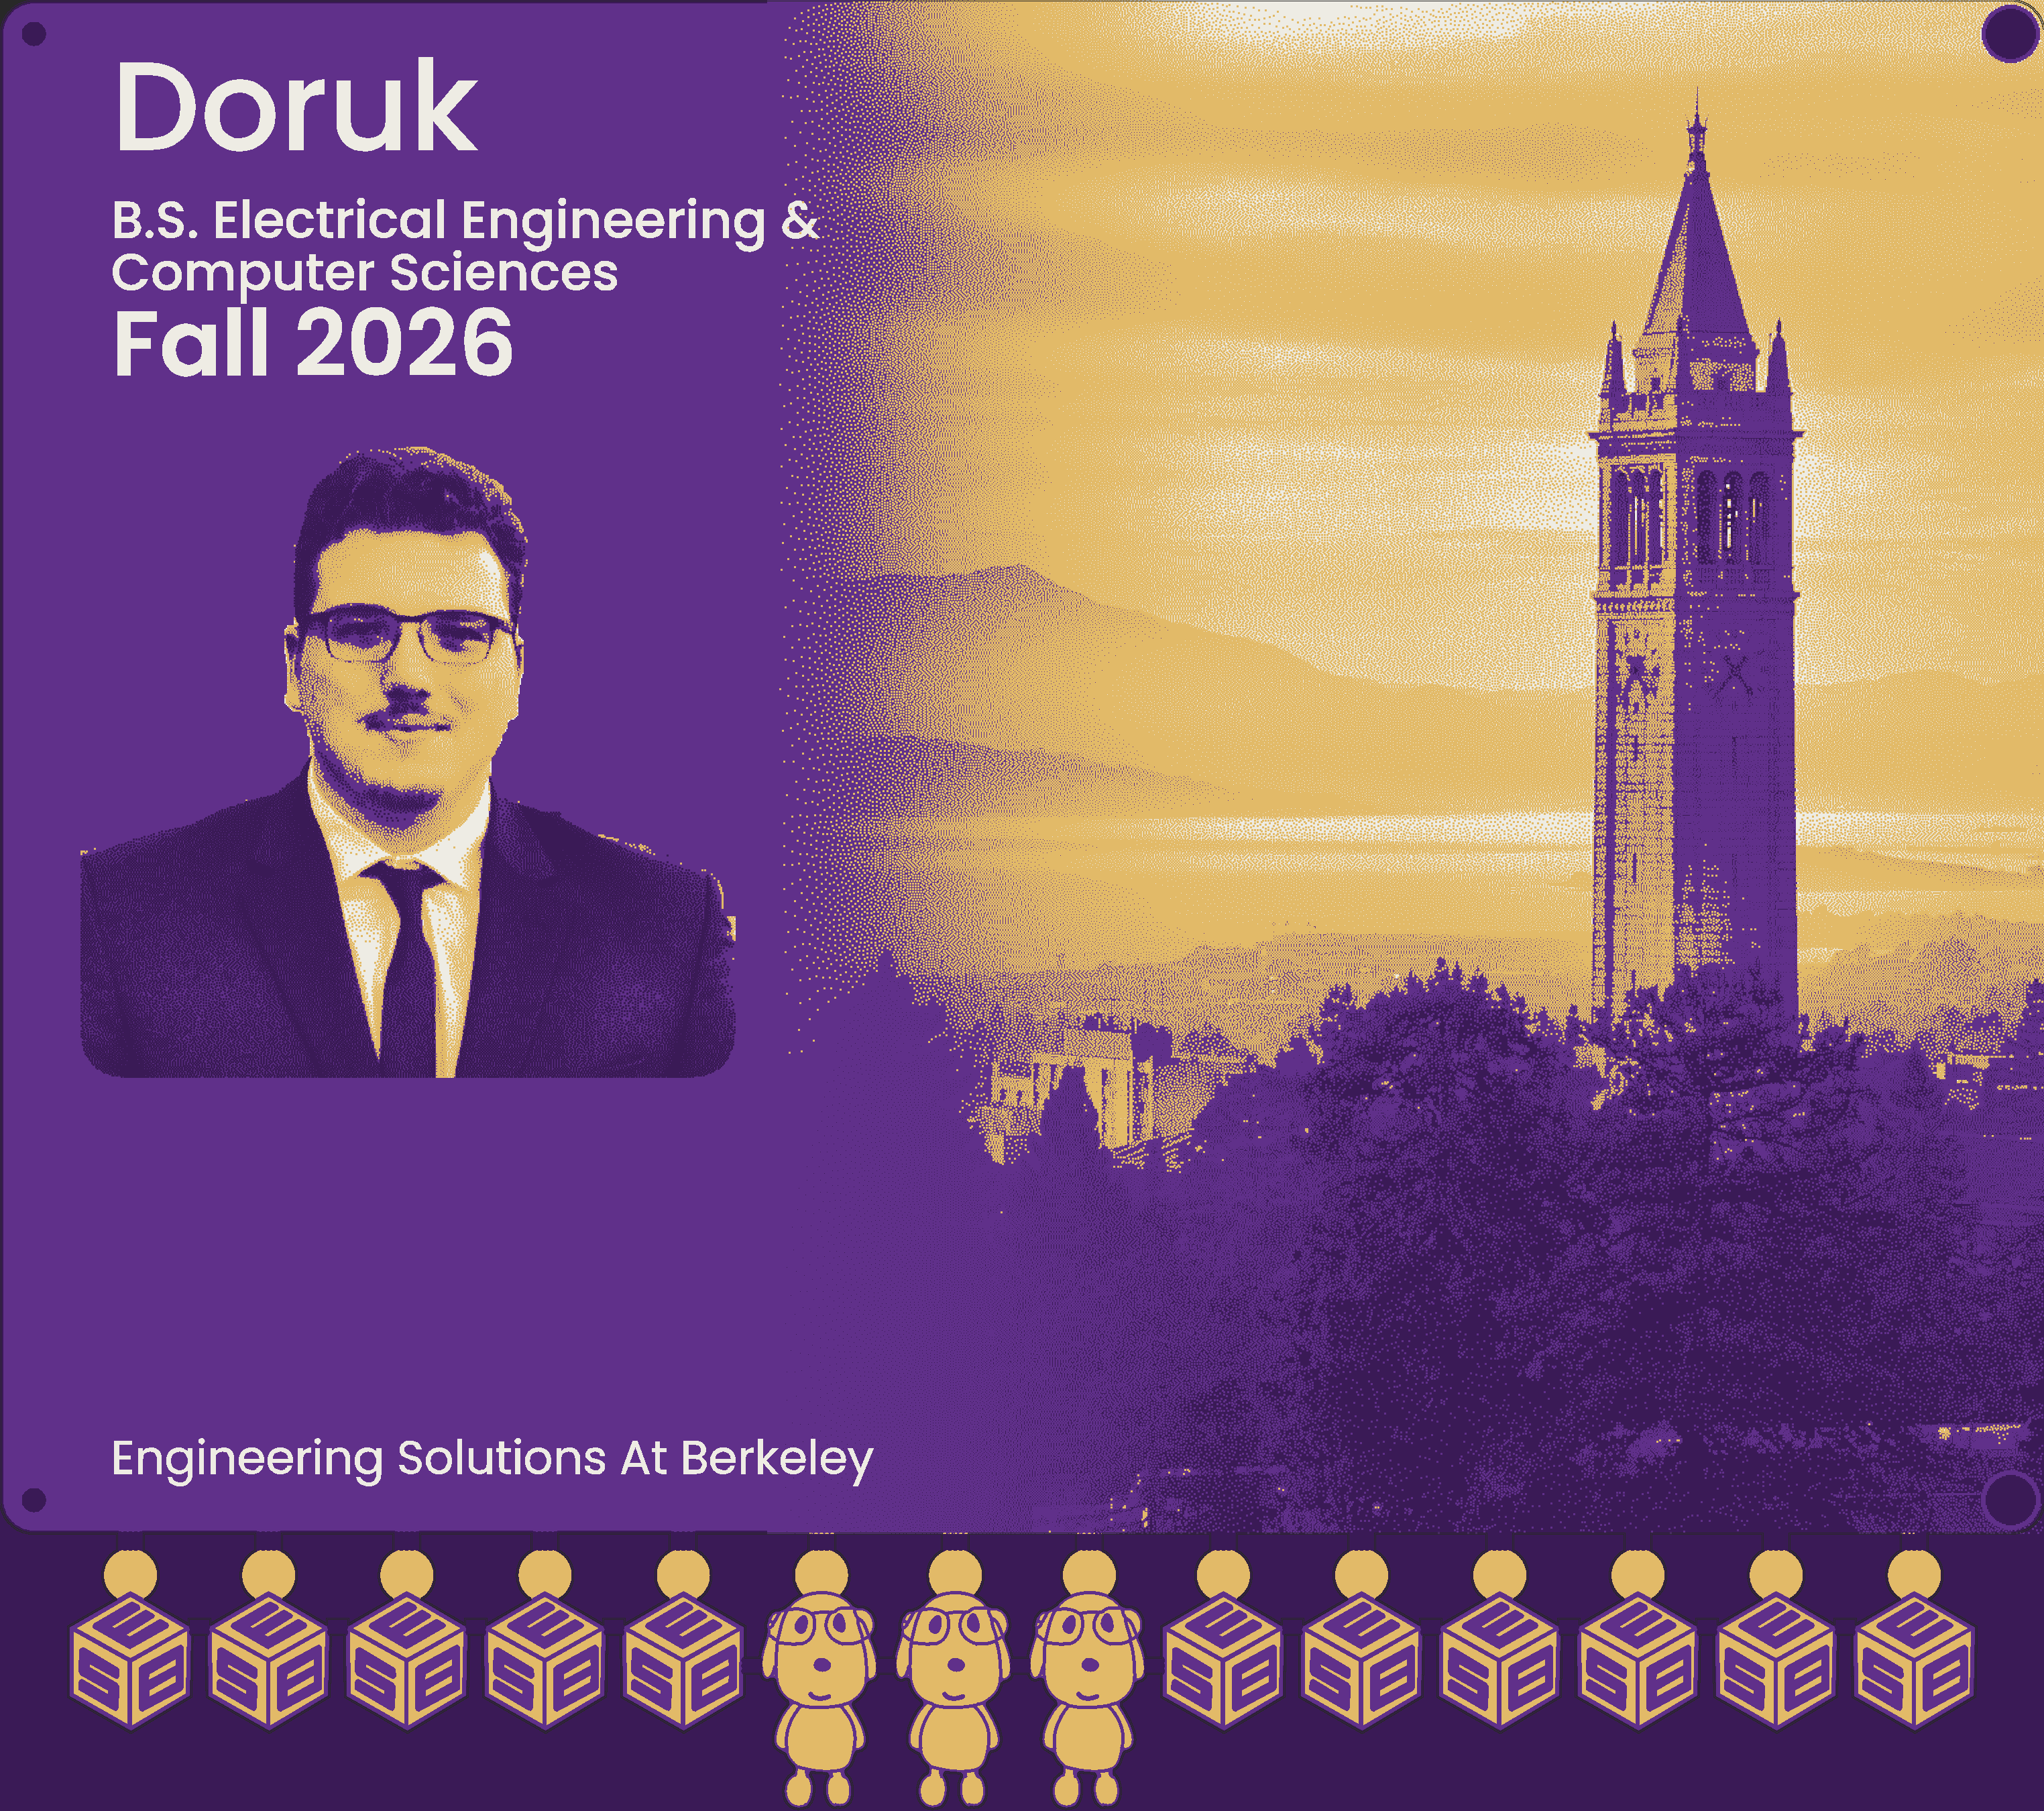 Doruk
B.S. Electrical Engineering &
Computer Sciences
Fall 2026
Engineering Solutions At Berkeley
E S B E S B E S B E S B E S B E S B E S B E S B E S B E S B E S B